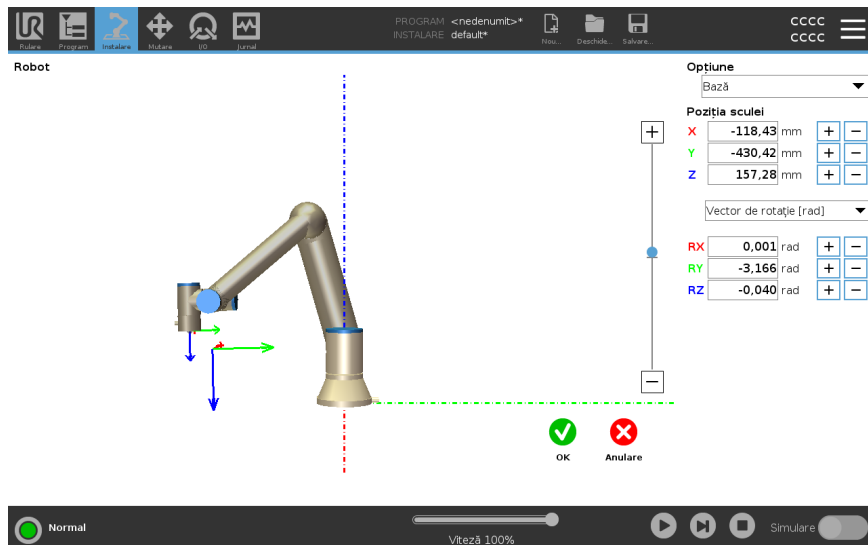 UR
Rulare
Program
Instalare
Mutare
I/O
Jurnal
PROGRAM <nedenumit>*
INSTALARE default*
Nou...
Deschide...
Salvare...
CCCC
CCCC
Robot
Opțiune
Bază
Poziția sculei
X -118,43 mm + −
Y -430,42 mm + −
Z 157,28 mm + −
Vector de rotație [rad]
RX 0,001 rad + −
RY -3,166 rad + −
RZ -0,040 rad + −
+
−
OK
Anulare
Normal
Viteză 100%
Simulare